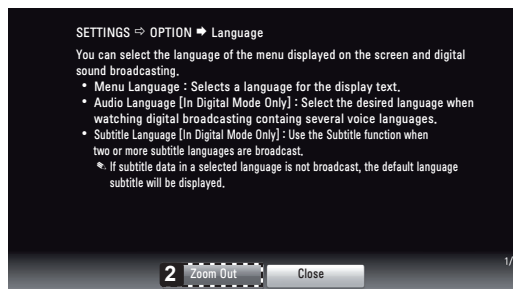 SETTINGS ⇨ OPTION ➡ Language
You can select the language of the menu displayed on the screen and digital
sound broadcasting.
• Menu Language : Selects a language for the display text.
• Audio Language [In Digital Mode Only] : Select the desired language when
watching digital broadcasting containg several voice languages.
• Subtitle Language [In Digital Mode Only] : Use the Subtitle function when
two or more subtitle languages are broadcast.
✎ If subtitle data in a selected language is not broadcast, the default language
subtitle will be displayed.
2 Zoom Out Close
1/